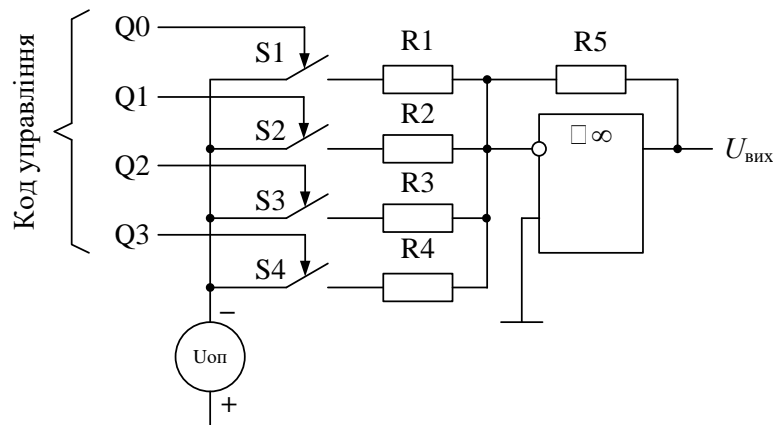 Код управління
Q0
S1
R1
R5
Q1
S2
R2
∞
Uвих
Q2
S3
R3
Q3
S4
R4
−
Uоп
+